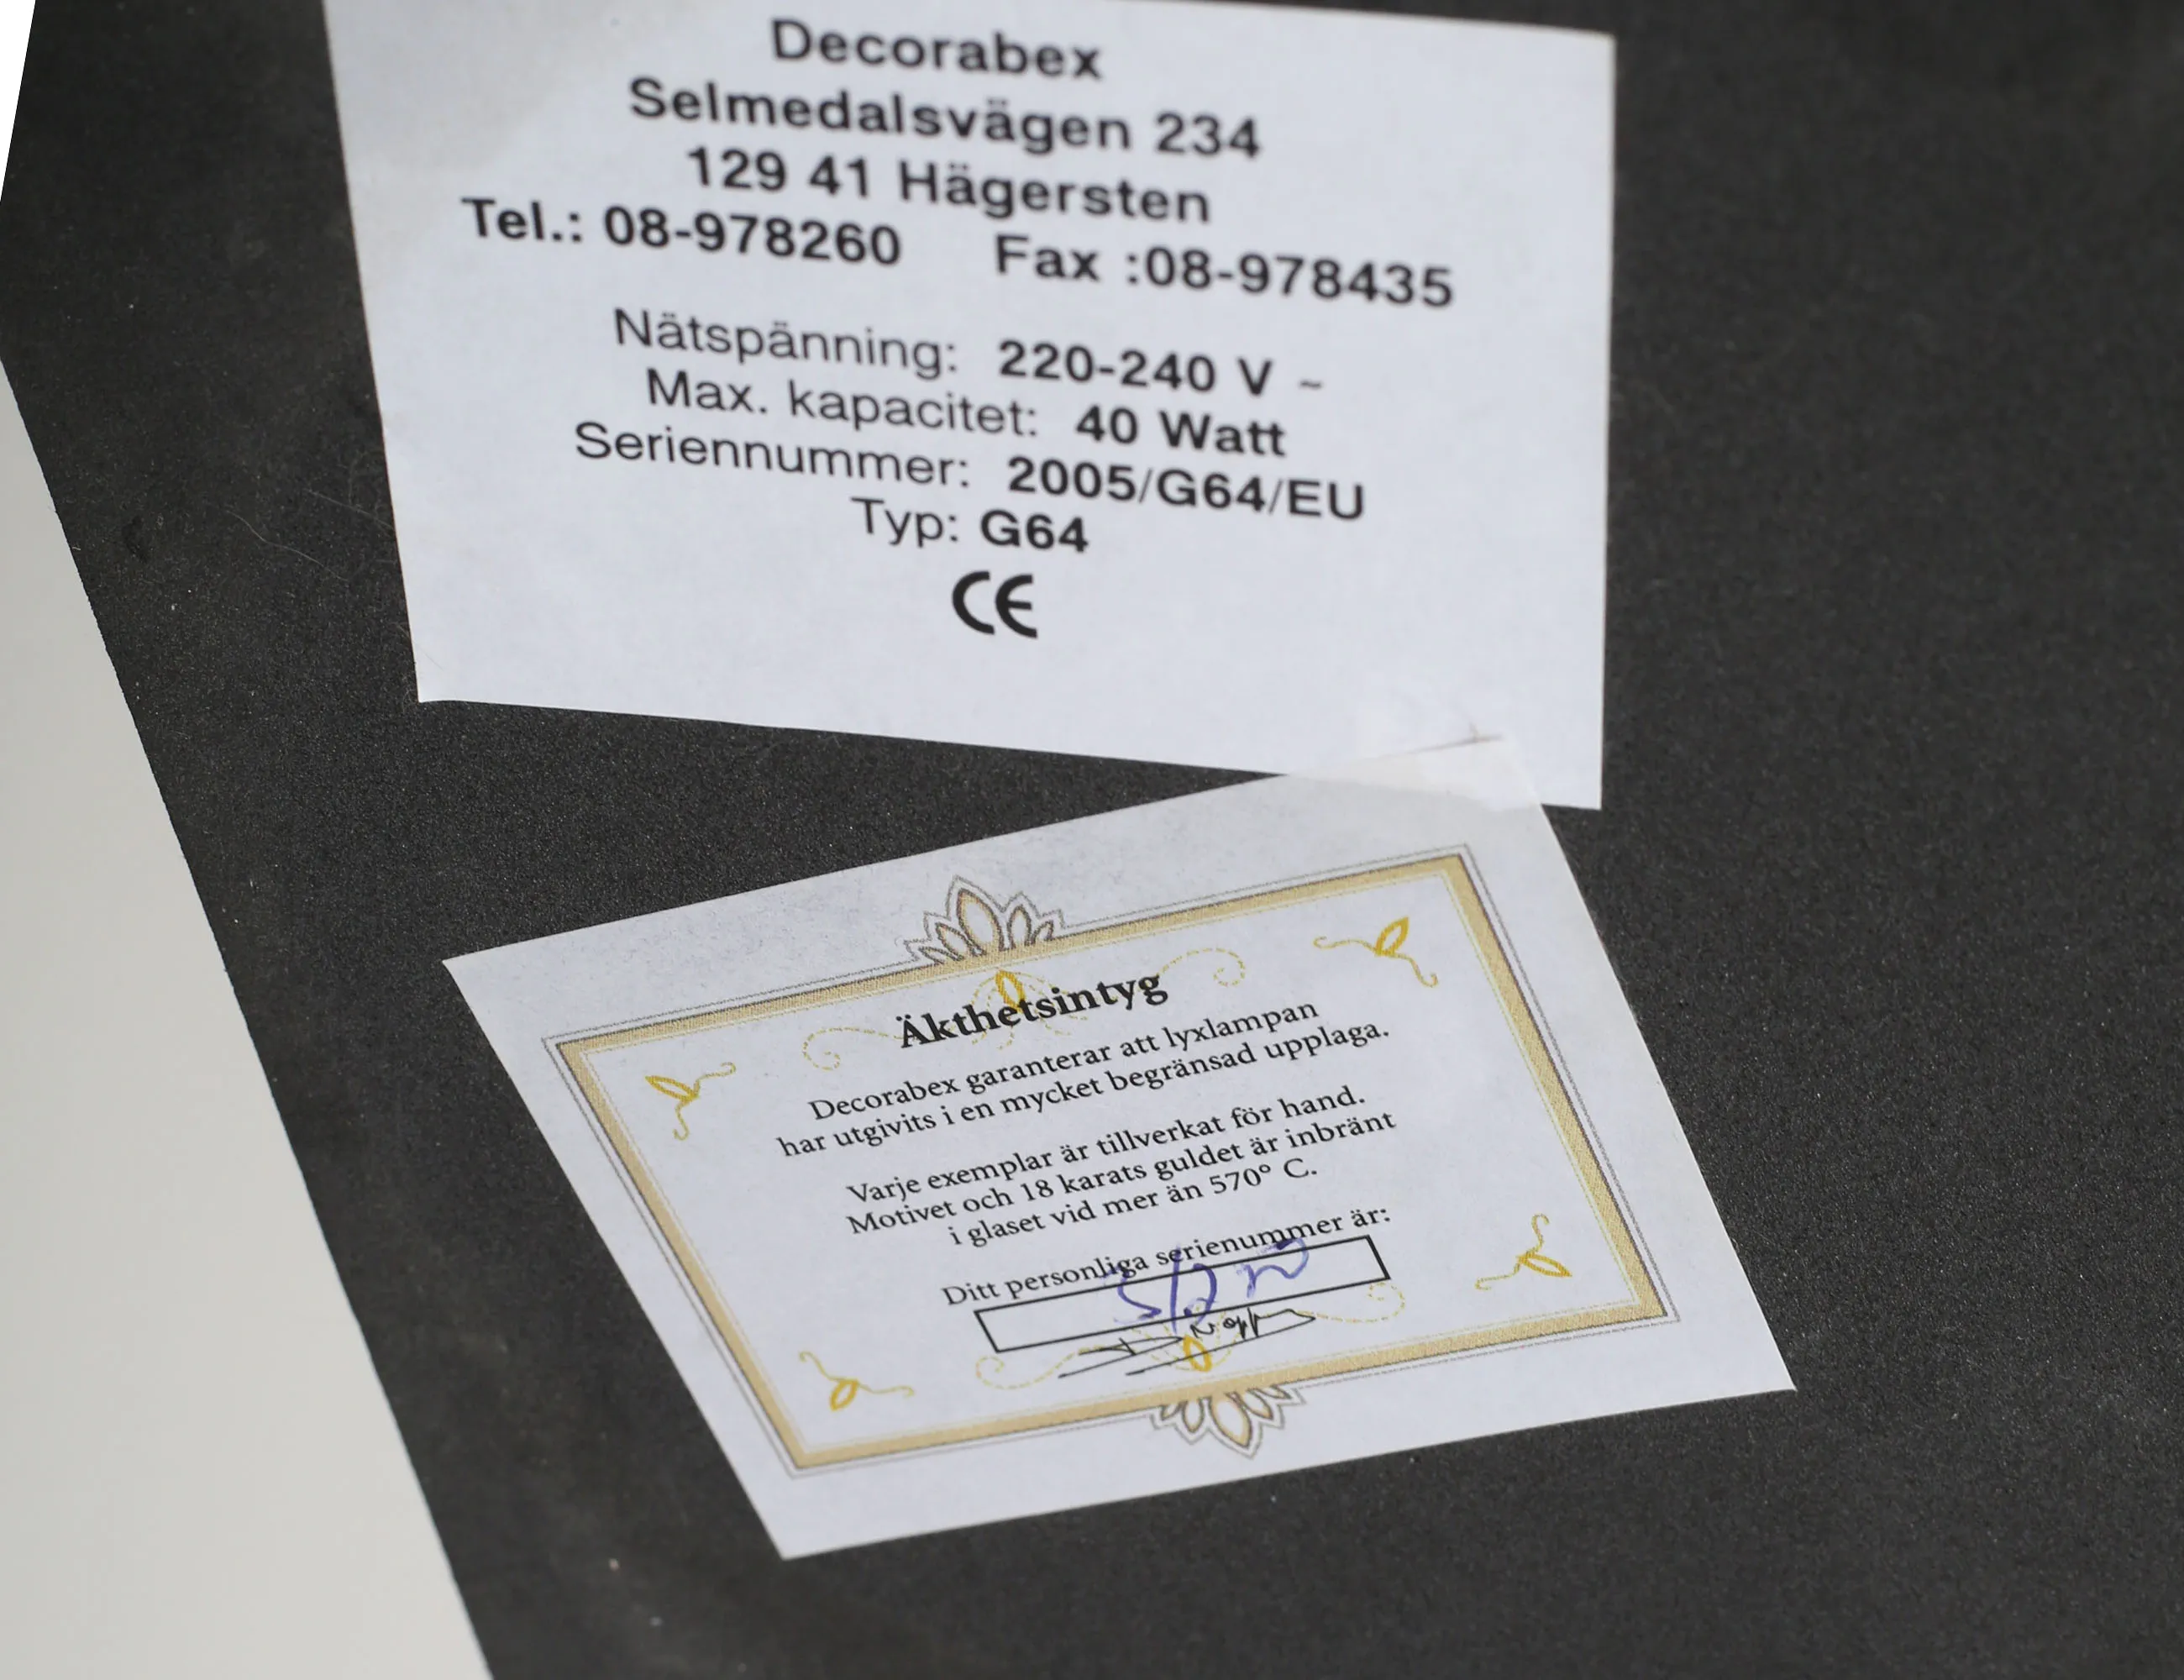 Decorabex
Selmedalsvägen 234
129 41 Hägersten
Tel.: 08-978260 Fax :08-978435
Nätspänning: 220-240 V ~
Max. kapacitet: 40 Watt
Seriennummer: 2005/G64/EU
Typ: G64
CE
Äkthetsintyg
Decorabex garanterar att lyxlampan
har utgivits i en mycket begränsad upplaga.
Varje exemplar är tillverkat för hand.
Motivet och 18 karats guldet är inbränt
i glaset vid mer än 570° C.
Ditt personliga serienummer är: